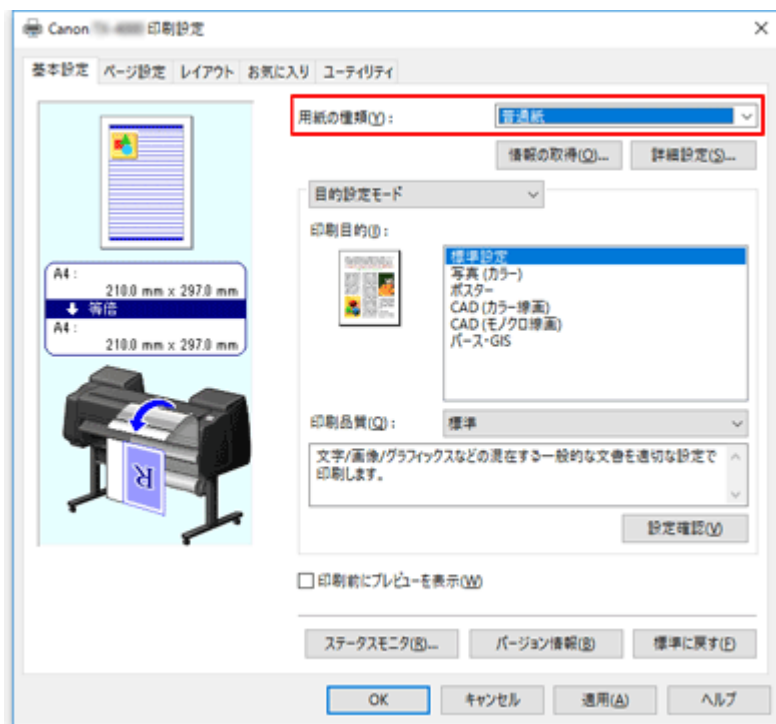 Canon 印刷設定
基本設定 ページ設定 レイアウト お気に入り ユーティリティ
用紙の種類(Y): 普通紙
情報の取得(O)... 詳細設定(S)...
目的設定モード
印刷目的(I):
標準設定
写真 (カラー)
ポスター
CAD (カラー線画)
CAD (モノクロ線画)
パース・GIS
A4 :
210.0 mm x 297.0 mm
等倍
A4 :
210.0 mm x 297.0 mm
R
印刷品質(Q): 標準
文字/画像/グラフィックスなどの混在する一般的な文書を適切な設定で
印刷します。
設定確認(V)
印刷前にプレビューを表示(W)
ステータスモニタ(R)... バージョン情報(B) 標準に戻す(F)
OK キャンセル 適用(A) ヘルプ